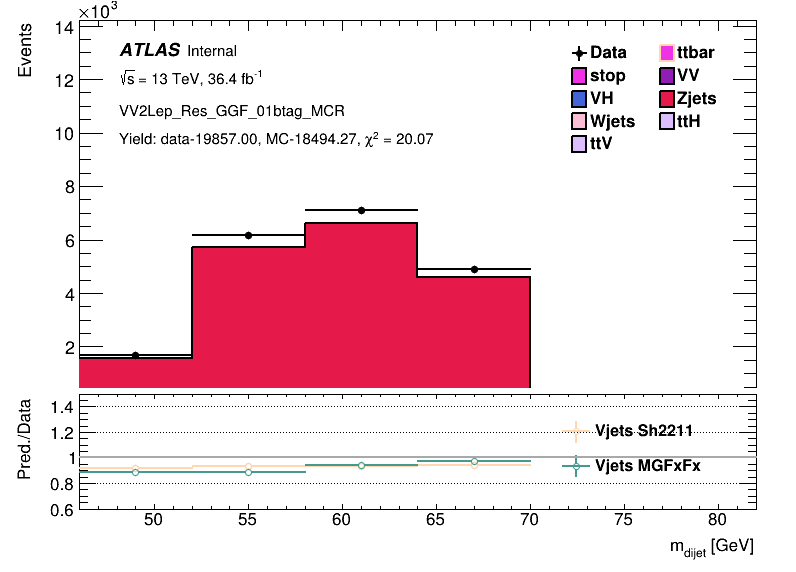 ×10³
Events
14
12
10
8
6
4
2
ATLAS Internal
√s = 13 TeV, 36.4 fb⁻¹
VV2Lep_Res_GGF_01btag_MCR
Yield: data-19857.00, MC-18494.27, χ² = 20.07
Data ttbar
stop VV
VH Zjets
Wjets ttH
ttV
Pred./Data
1.4
1.2
1
0.8
0.6
Vjets Sh2211
Vjets MGFxFx
50 55 60 65 70 75 80
m_dijet [GeV]